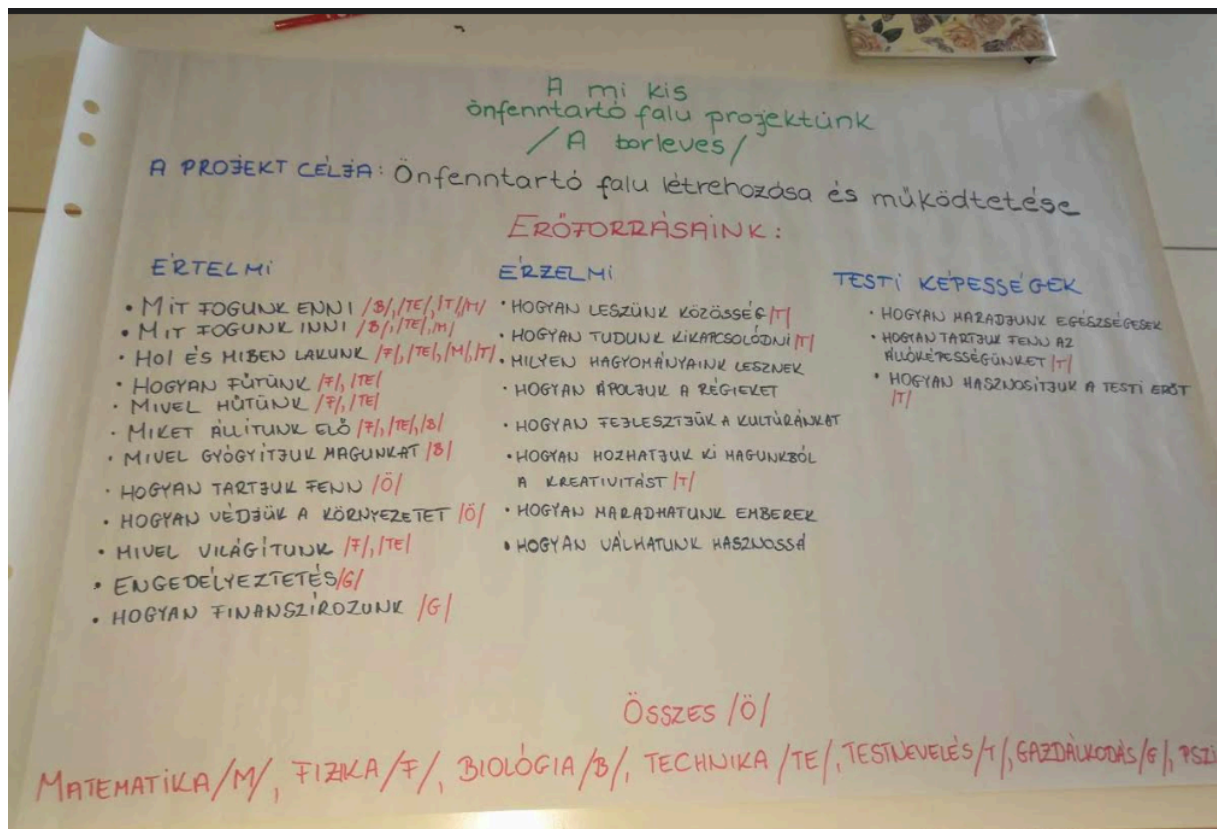 A mi kis
önfenntartó falu projektünk
/A borleves/
A PROJEKT CÉLJA: Önfenntartó falu létrehozása és működtetése
ERŐFORRÁSAINK:
ÉRTELMI
• MIT FOGUNK ENNI /B/,/TE/,/T/,/M/
• MIT FOGUNK INNI /B/,/TE/,/M/
• HOl ÉS MIBEN LAKUNK /F/,/TE/,/M/,/T/
• HOGYAN FŰTÜNK /F/, /TE/
• MIVEL HŰTÜNK /F/, /TE/
• MIKET ÁLLÍTUNK ELŐ /F/, /TE/, /B/
• MIVEL GYÓGYÍTJUK MAGUNKAT /B/
• HOGYAN TARTJUK FENN /Ö/
• HOGYAN VÉDJÜK A KÖRNYEZETET /Ö/
• MIVEL VILÁGÍTUNK /F/, /TE/
• ENGEDÉLYEZTETÉS /G/
• HOGYAN FINANSZÍROZUNK /G/
ÉRZELMI
• HOGYAN LESZÜNK KÖZÖSSÉG /T/
• HOGYAN TUDUNK KIKAPCSOLÓDNI /T/
• MILYEN HAGYOMÁNYAINK LESZNEK
• HOGYAN ÁPOLJUK A RÉGIEKET
• HOGYAN FEJLESZTJÜK A KULTÚRÁNKAT
• HOGYAN HOZHATJUK KI MAGUNKBÓL
A KREATIVITÁST /T/
• HOGYAN MARADHATUNK EMBEREK
• HOGYAN VÁLHATUNK HASZNOSSÁ
TESTI KÉPESSÉGEK
• HOGYAN MARADJUNK EGÉSZSÉGESEK
• HOGYAN TARTJUK FENN AZ
ÁLLÓKÉPESSÉGÜNKET /T/
• HOGYAN HASZNOSÍTJUK A TESTI ERŐT
/T/
ÖSSZES /Ö/
MATEMATIKA /M/, FIZIKA /F/, BIOLÓGIA /B/, TECHNIKA /TE/, TESTNEVELÉS /T/, GAZDÁLKODÁS /G/, PSZI